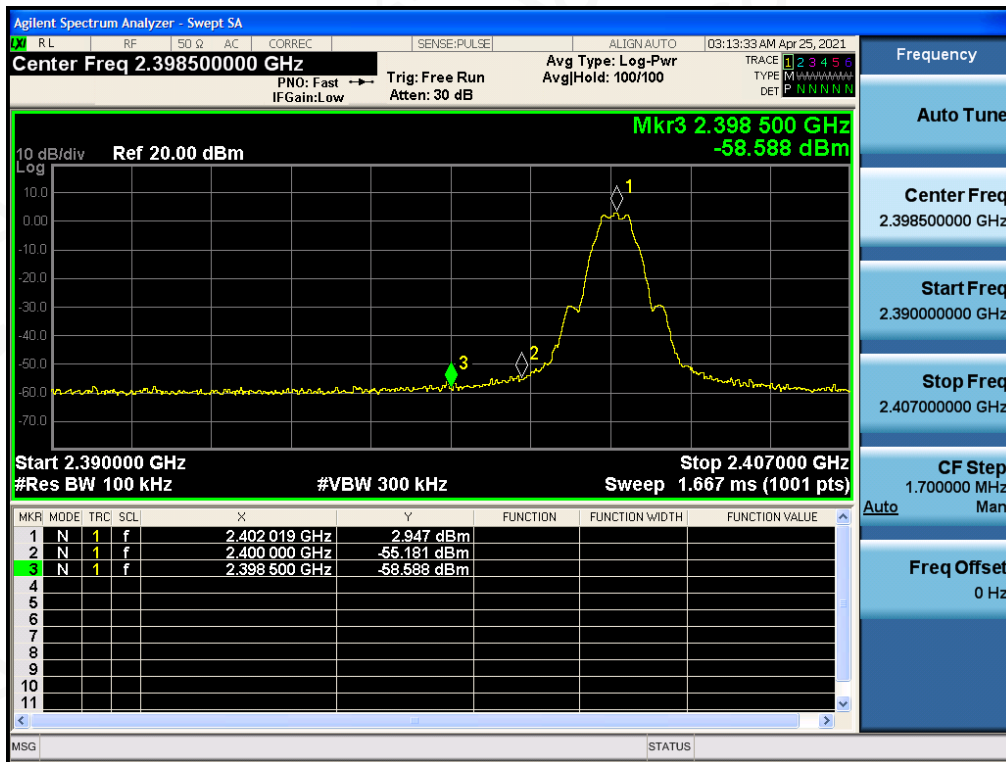 Agilent Spectrum Analyzer - Swept SA
LXI RL RF 50 Ω AC CORREC SENSE:PULSE ALIGN AUTO 03:13:33 AM Apr 25, 2021
Center Freq 2.398500000 GHz
PNO: Fast
IFGain:Low
Trig: Free Run
Atten: 30 dB
Avg Type: Log-Pwr
Avg|Hold: 100/100
TRACE 1 2 3 4 5 6
TYPE M WWWWW
DET P N N N N N
Mkr3 2.398 500 GHz
-58.588 dBm
10 dB/div Ref 20.00 dBm
Log
10.0
0.00
-10.0
-20.0
-30.0
-40.0
-50.0
-60.0
-70.0
1
2
3
Start 2.390000 GHz Stop 2.407000 GHz
#Res BW 100 kHz #VBW 300 kHz Sweep 1.667 ms (1001 pts)
MKR MODE TRC SCL X Y FUNCTION FUNCTION WIDTH FUNCTION VALUE
1 N 1 f 2.402 019 GHz 2.947 dBm
2 N 1 f 2.400 000 GHz -55.181 dBm
3 N 1 f 2.398 500 GHz -58.588 dBm
4
5
6
7
8
9
10
11
MSG STATUS
Frequency
Auto Tune
Center Freq
2.398500000 GHz
Start Freq
2.390000000 GHz
Stop Freq
2.407000000 GHz
CF Step
1.700000 MHz
Auto Man
Freq Offset
0 Hz